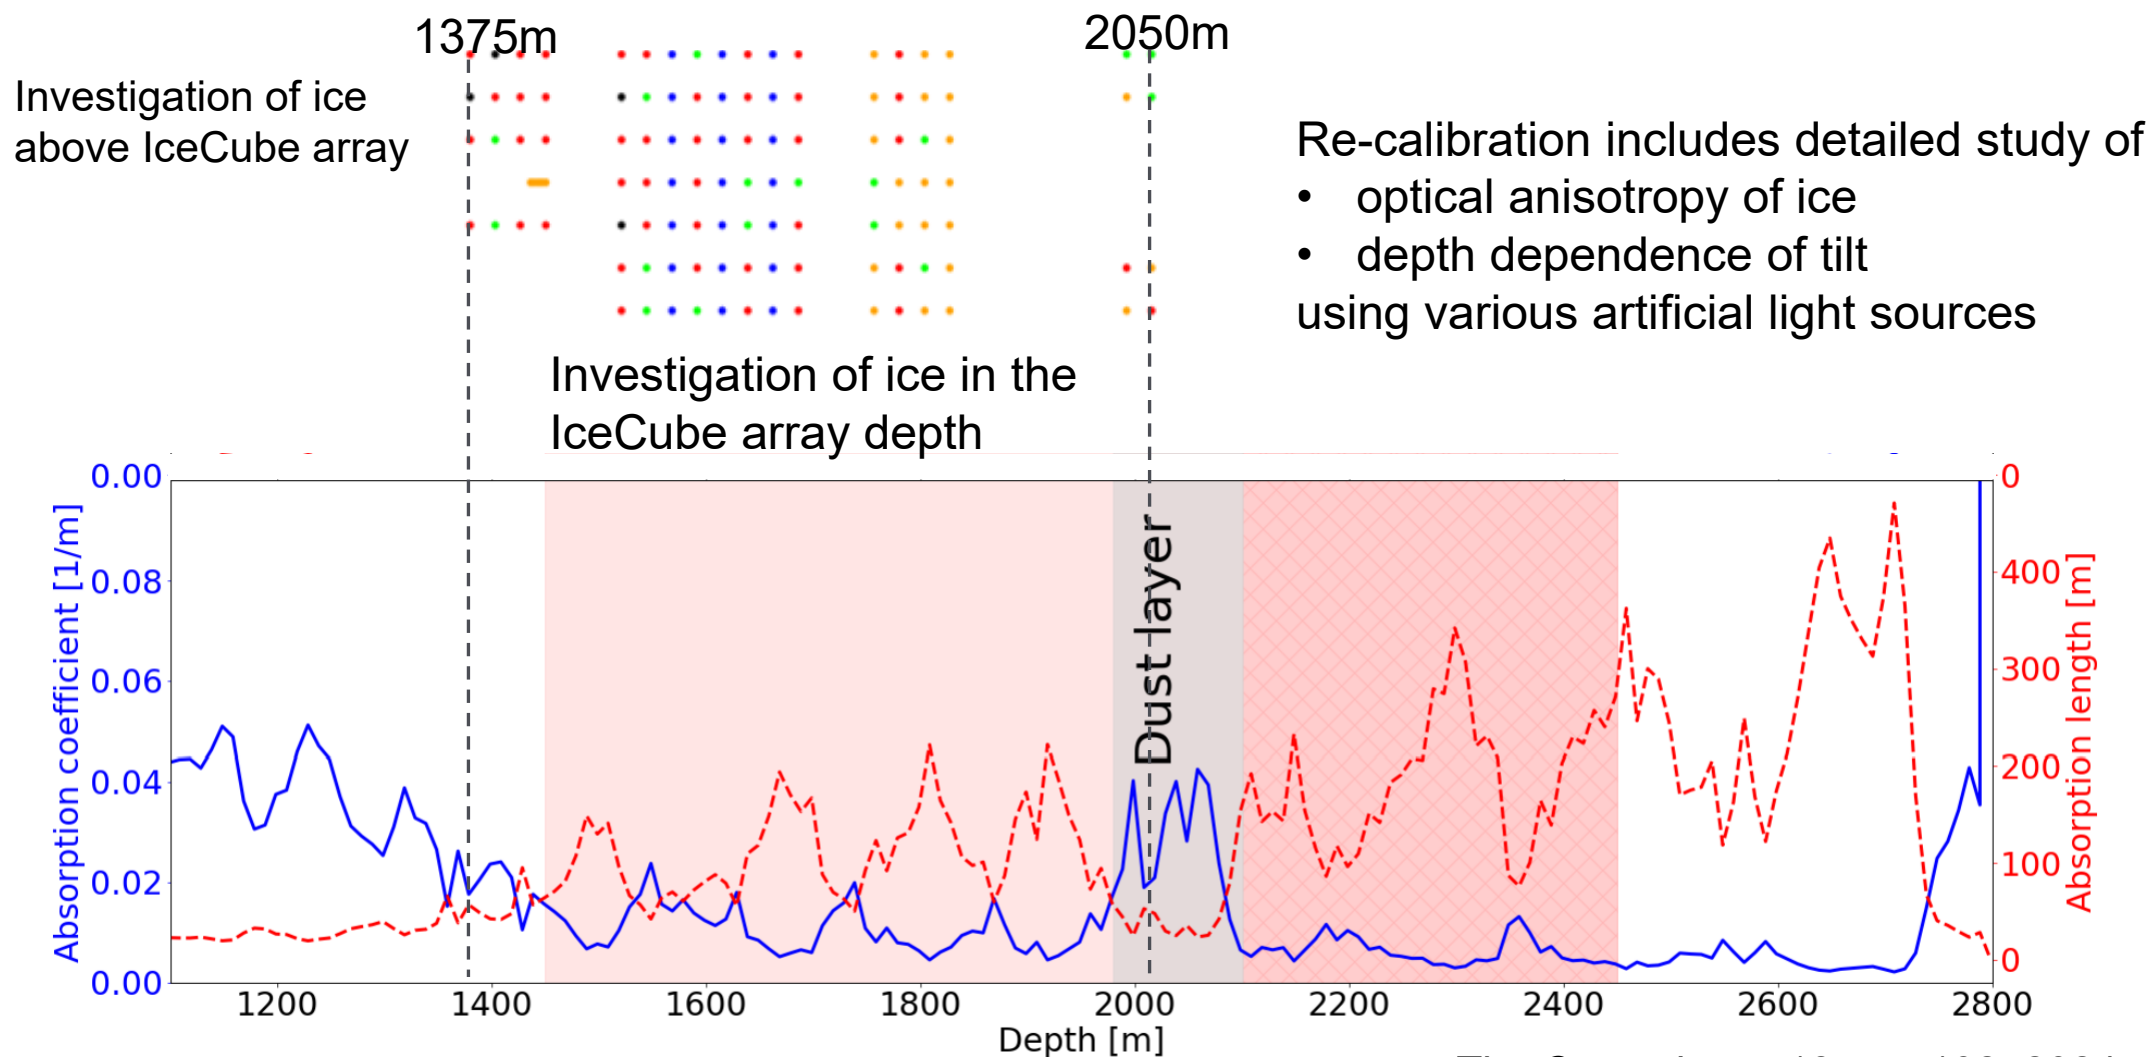 1375m
2050m
Investigation of ice
above IceCube array
Re-calibration includes detailed study of
• optical anisotropy of ice
• depth dependence of tilt
using various artificial light sources
Investigation of ice in the
IceCube array depth
0.00
0.08
0.06
0.04
0.02
0.00
Absorption coefficient [1/m]
Dust layer
0
400
300
200
100
0
Absorption length [m]
1200 1400 1600 1800 2000 2200 2400 2600 2800
Depth [m]